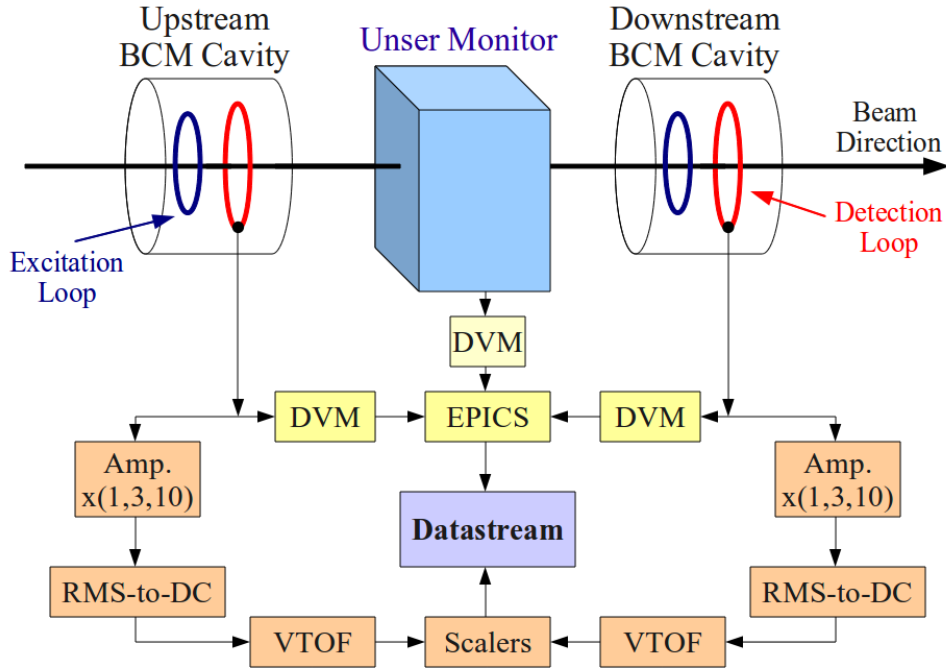 Upstream
BCM Cavity
Unser Monitor
Downstream
BCM Cavity
Beam
Direction
Excitation
Loop
Detection
Loop
DVM
DVM
EPICS
DVM
Amp.
x(1,3,10)
Datastream
Amp.
x(1,3,10)
RMS-to-DC
RMS-to-DC
VTOF
Scalers
VTOF